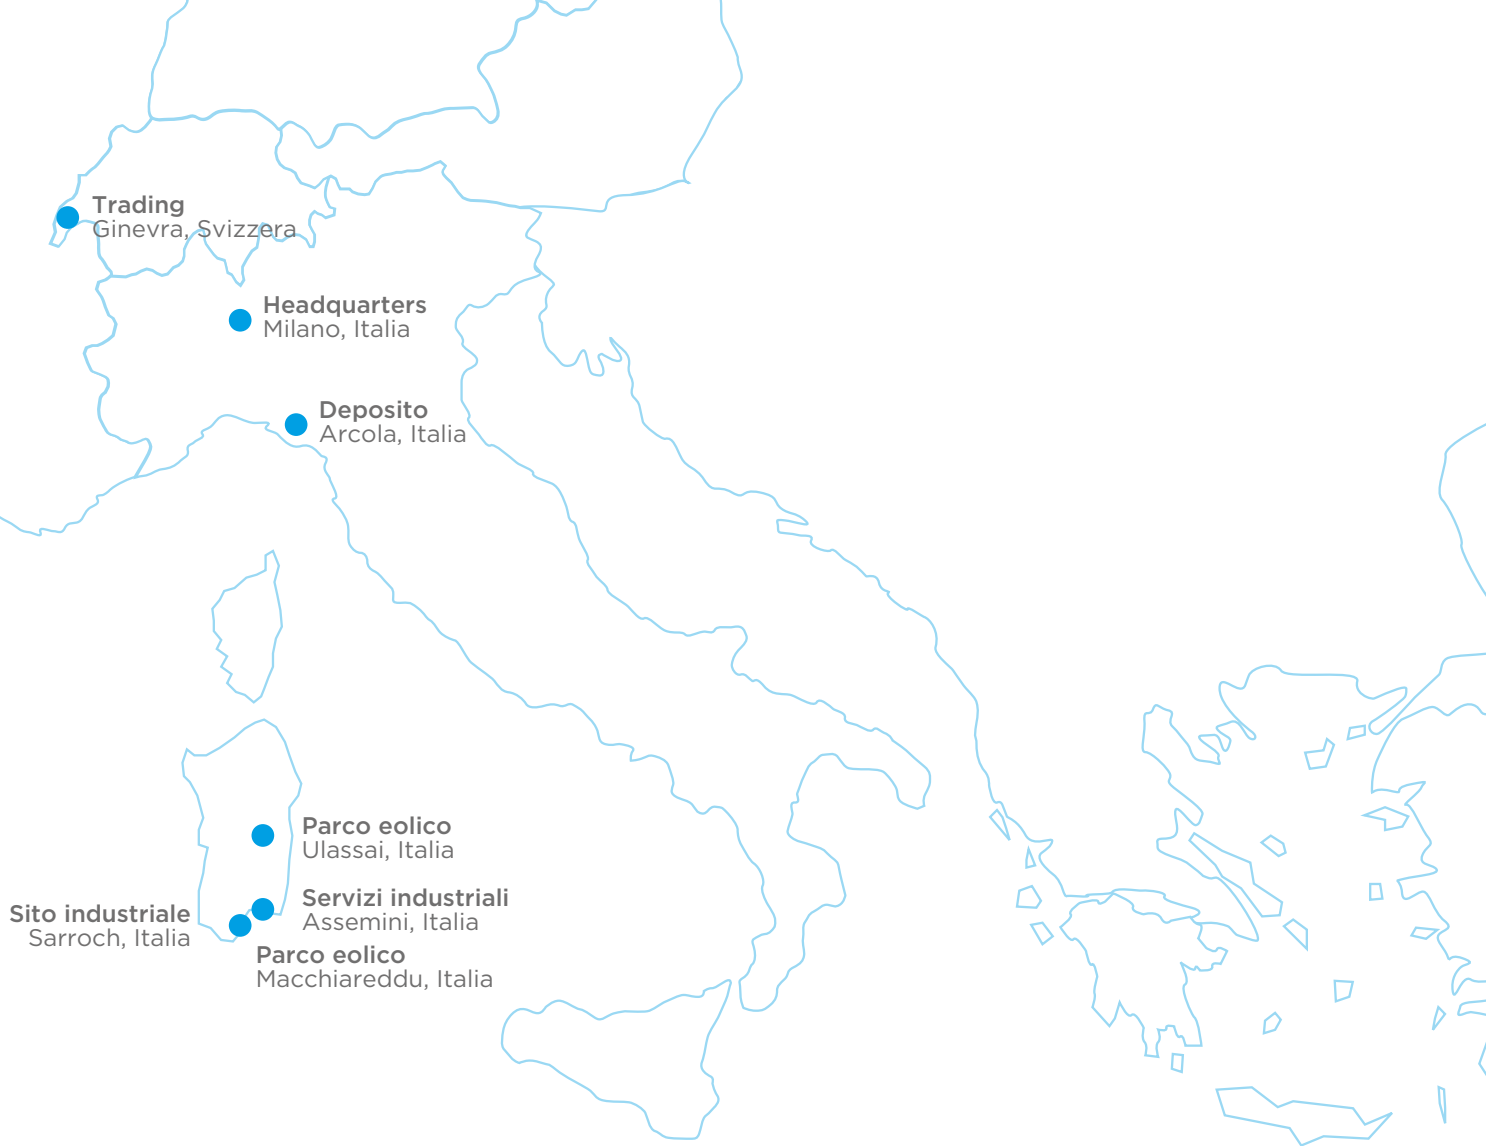 Trading
Ginevra, Svizzera
Headquarters
Milano, Italia
Deposito
Arcola, Italia
Parco eolico
Ulassai, Italia
Servizi industriali
Assemini, Italia
Sito industriale
Sarroch, Italia
Parco eolico
Macchiareddu, Italia